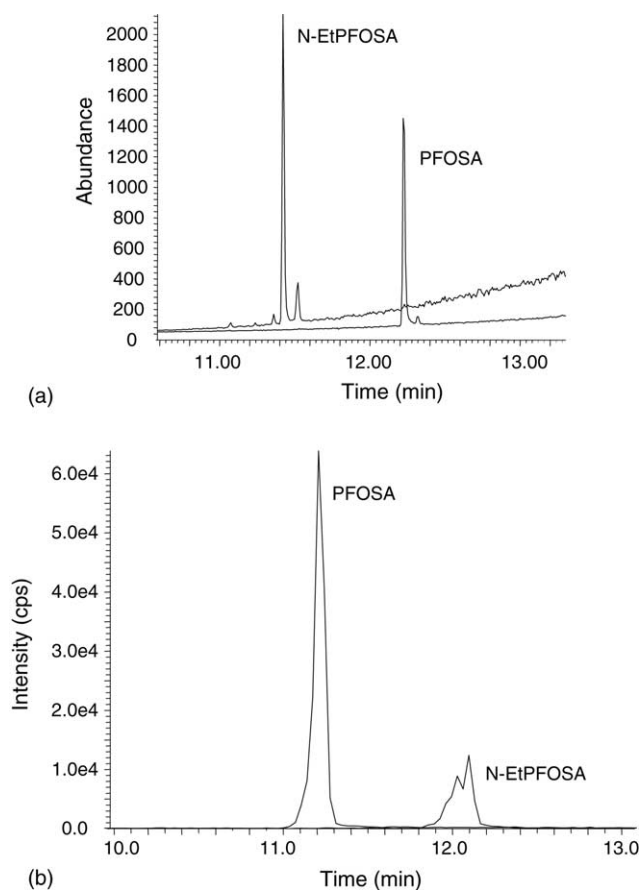 N-EtPFOSA
PFOSA
Abundance
2000
1800
1600
1400
1200
1000
800
600
400
200
0
11.00 12.00 13.00
Time (min)
(a)
PFOSA
N-EtPFOSA
Intensity (cps)
6.0e4
5.0e4
4.0e4
3.0e4
2.0e4
1.0e4
0.0
10.0 11.0 12.0 13.0
Time (min)
(b)